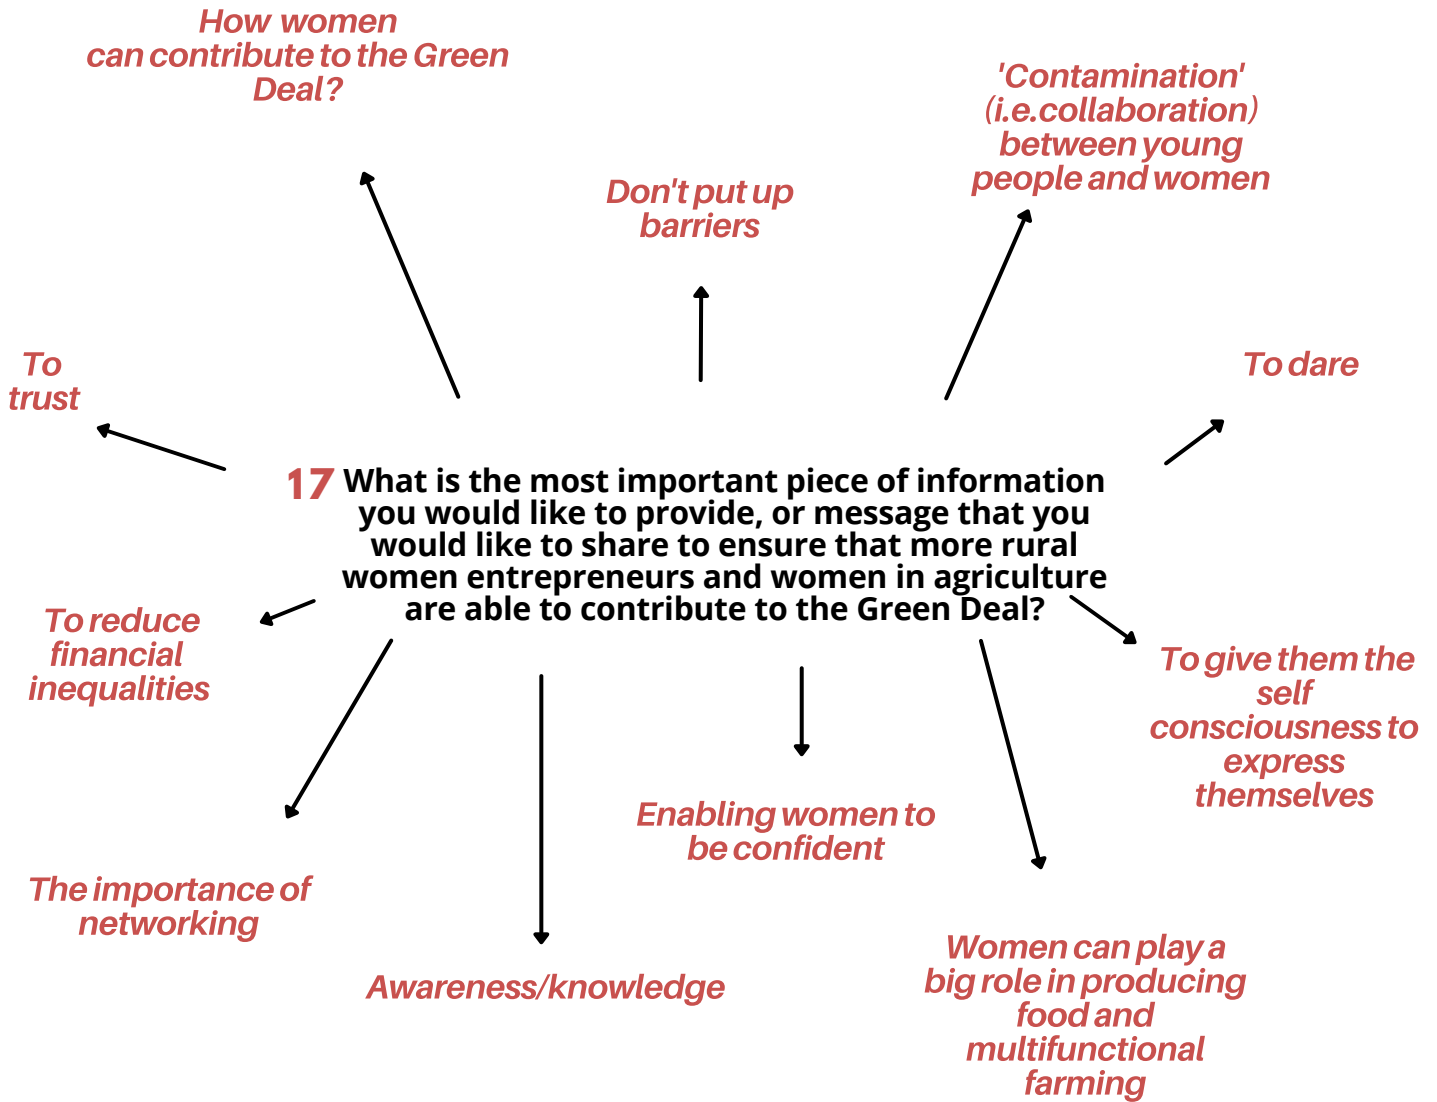 How women
can contribute to the Green
Deal?
'Contamination'
(i.e.collaboration)
between young
people and women
Don't put up
barriers
To
trust
To dare
17 What is the most important piece of information
you would like to provide, or message that you
would like to share to ensure that more rural
women entrepreneurs and women in agriculture
are able to contribute to the Green Deal?
To reduce
financial
inequalities
To give them the
self
consciousness to
express
themselves
Enabling women to
be confident
The importance of
networking
Awareness/knowledge
Women can play a
big role in producing
food and
multifunctional
farming